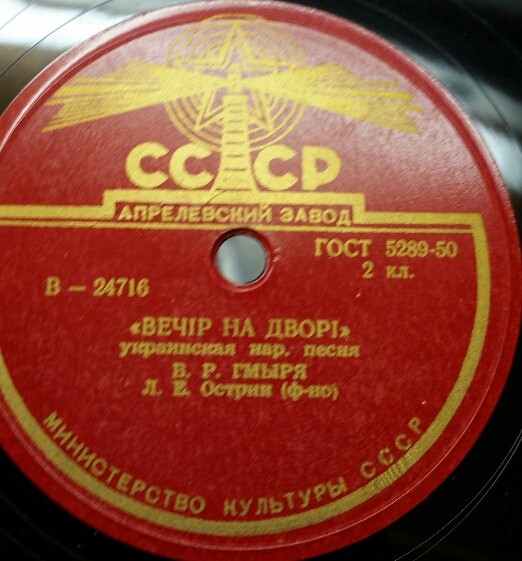 СССР
АПРЕЛЕВСКИЙ ЗАВОД
ГОСТ 5289-50
2 кл.
В — 24716
«ВЕЧІР НА ДВОРІ»
украинская нар. песня
Б. Р. ГМЫРЯ
Л. Е. Острин (ф-но)
МИНИСТЕРСТВО КУЛЬТУРЫ СССР